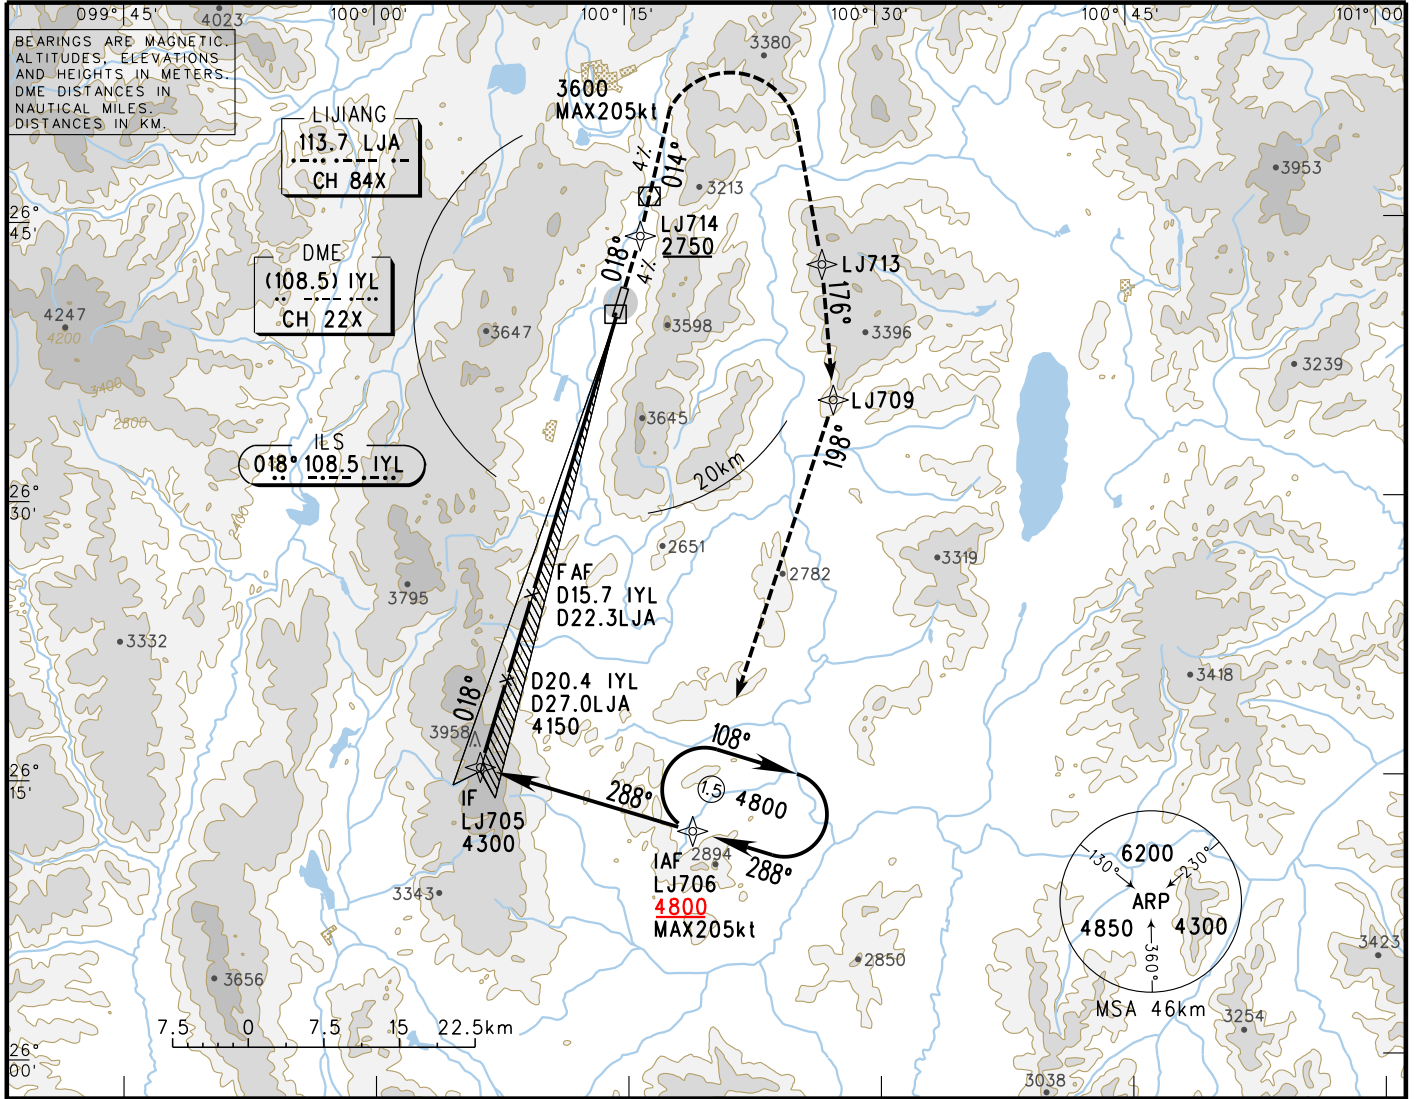 099° 45'
100° 00'
100° 15'
100° 30'
100° 45'
101° 00'
BEARINGS ARE MAGNETIC.
ALTITUDES, ELEVATIONS
AND HEIGHTS IN METERS.
DME DISTANCES IN
NAUTICAL MILES.
DISTANCES IN KM.
4023
3380
3600
MAX205kt
LIJIANG
113.7 LJA
CH 84X
4%
014°
3213
3953
26°
45'
LJ714
2750
018°
4%
DME
(108.5) IYL
CH 22X
LJ713
176°
4247
4200
3647
3598
3396
3239
3400
2800
3645
LJ709
198°
ILS
018° 108.5 IYL
20km
26°
30'
2651
2782
3319
FAF
D15.7 IYL
D22.3LJA
3795
3332
3418
018°
D20.4 IYL
D27.0LJA
4150
3958
108°
26°
15'
288°
1.5
4800
IF
LJ705
4300
2894
288°
IAF
LJ706
4800
MAX205kt
6200
130°
230°
ARP
4850
4300
360°
MSA 46km
3343
3656
2850
3423
3254
3038
7.5 0 7.5 15 22.5km
26°
00'